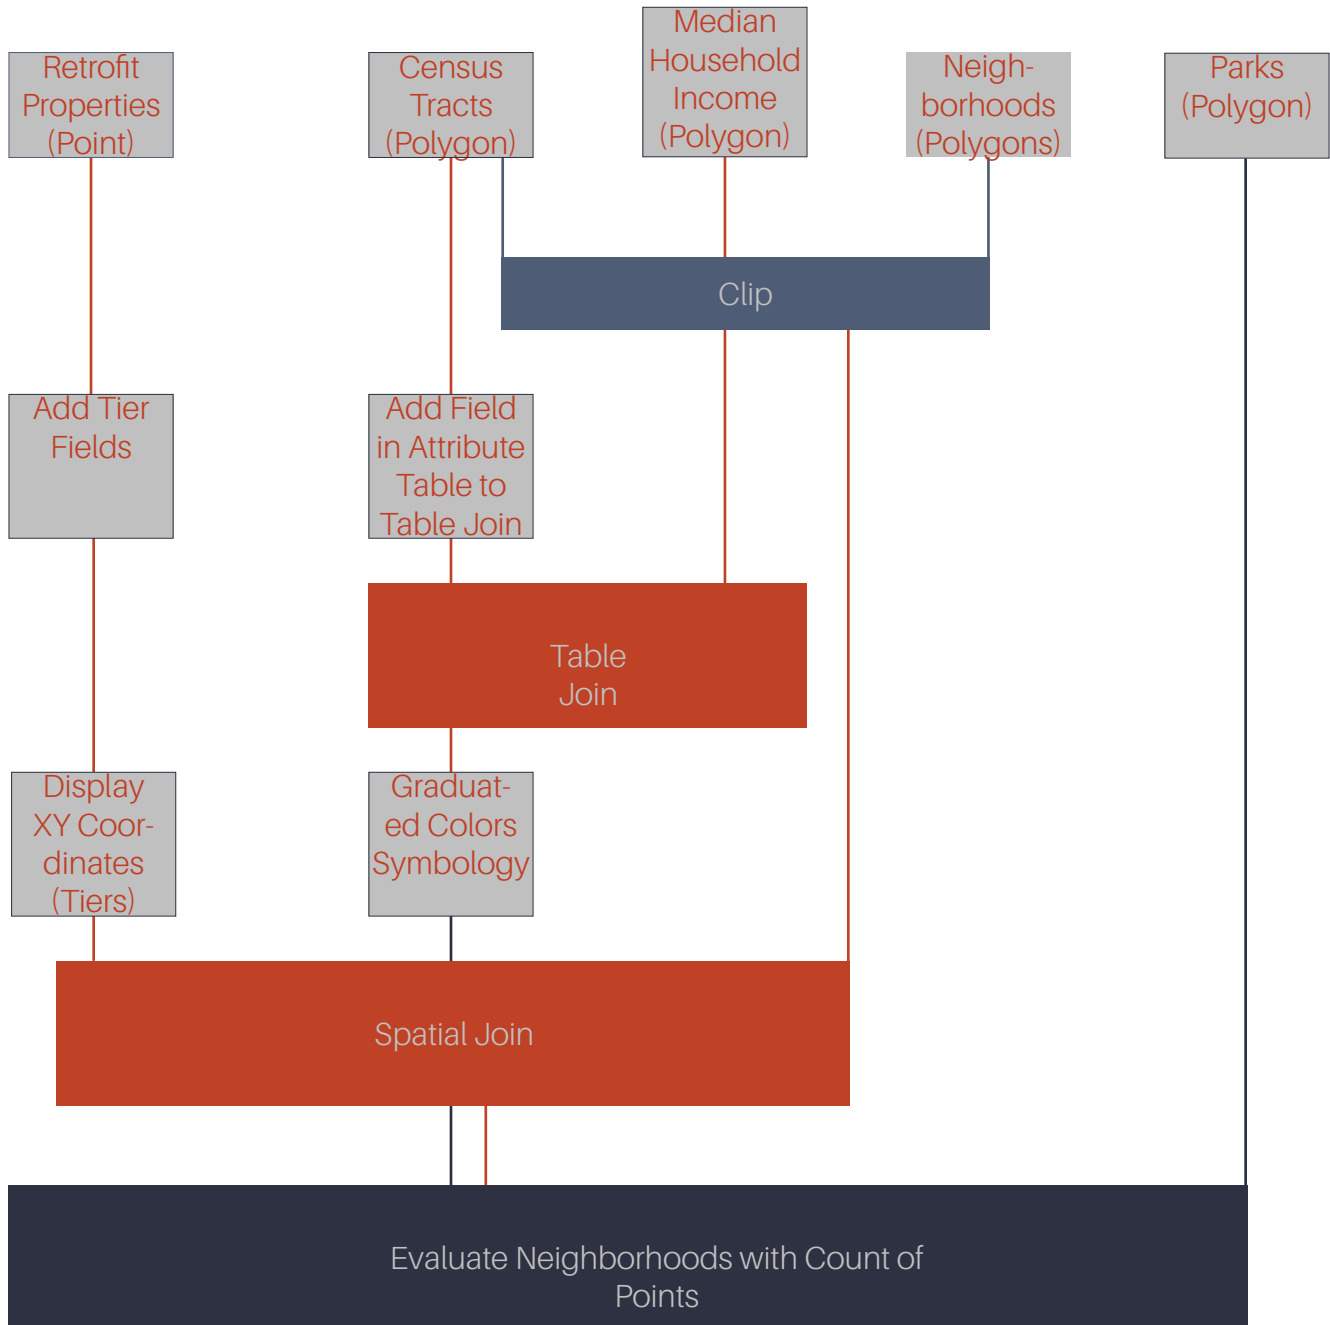 Retrofit
Properties
(Point)
Census
Tracts
(Polygon)
Median
Household
Income
(Polygon)
Neigh-
borhoods
(Polygons)
Parks
(Polygon)
Clip
Add Tier
Fields
Add Field
in Attribute
Table to
Table Join
Table
Join
Display
XY Coor-
dinates
(Tiers)
Graduat-
ed Colors
Symbology
Spatial Join
Evaluate Neighborhoods with Count of
Points